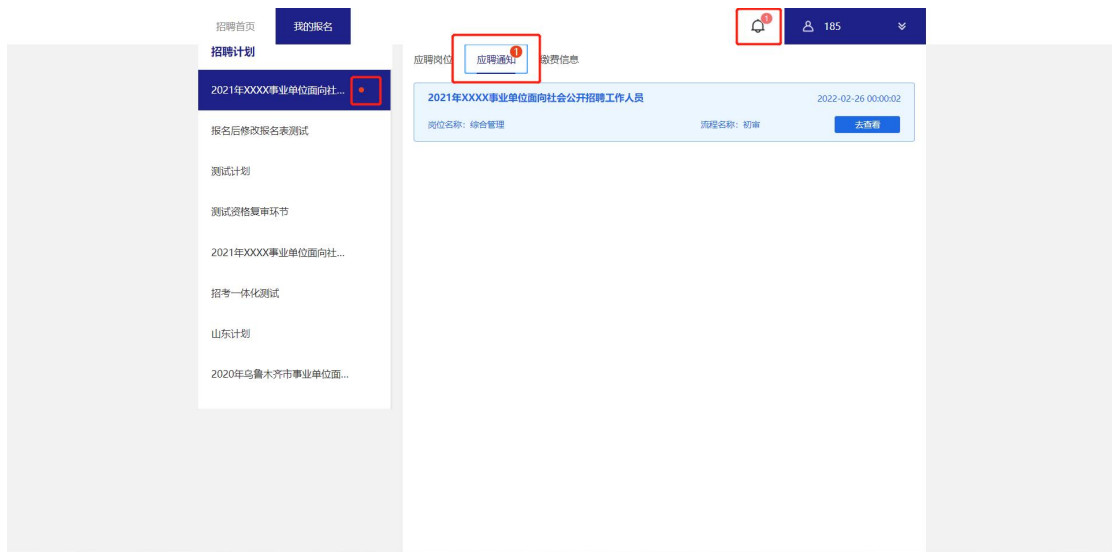 招聘首页 我的报名 1 185
招聘计划
应聘岗位 应聘通知 1 缴费信息
2021年XXXX事业单位面向社...
2021年XXXX事业单位面向社会公开招聘工作人员 2022-02-26 00:00:02
岗位名称：综合管理 流程名称：初审 去查看
报名后修改报名表测试
测试计划
测试资格复审环节
2021年XXXX事业单位面向社...
招考一体化测试
山东计划
2020年乌鲁木齐市事业单位面...